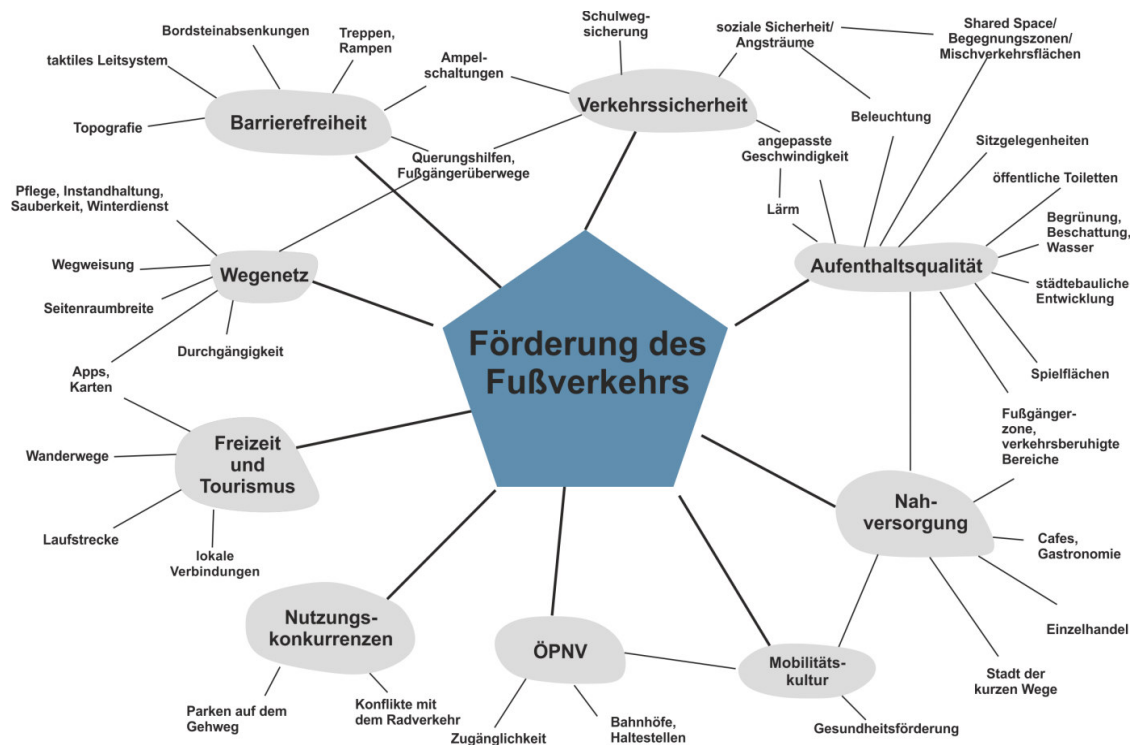 Schulweg-
sicherung
soziale Sicherheit/
Angsträume
Shared Space/
Begegnungszonen/
Mischverkehrsflächen
Bordsteinabsenkungen
Treppen,
Rampen
taktiles Leitsystem
Ampel-
schaltungen
Verkehrssicherheit
Barrierefreiheit
Topografie
Beleuchtung
angepasste
Geschwindigkeit
Sitzgelegenheiten
Querungshilfen,
Fußgängerüberwege
öffentliche Toiletten
Pflege, Instandhaltung,
Sauberkeit, Winterdienst
Lärm
Begrünung,
Beschattung,
Wasser
Wegweisung
Wegenetz
Aufenthaltsqualität
städtebauliche
Entwicklung
Seitenraumbreite
Durchgängigkeit
Förderung des
Fußverkehrs
Apps,
Karten
Spielflächen
Fußgänger-
zone,
verkehrsberuhigte
Bereiche
Freizeit
und
Tourismus
Wanderwege
Nah-
versorgung
Laufstrecke
lokale
Verbindungen
Cafes,
Gastronomie
Nutzungs-
konkurrenzen
ÖPNV
Mobilitäts-
kultur
Einzelhandel
Stadt der
kurzen Wege
Parken auf dem
Gehweg
Konflikte mit
dem Radverkehr
Zugänglichkeit
Bahnhöfe,
Haltestellen
Gesundheitsförderung